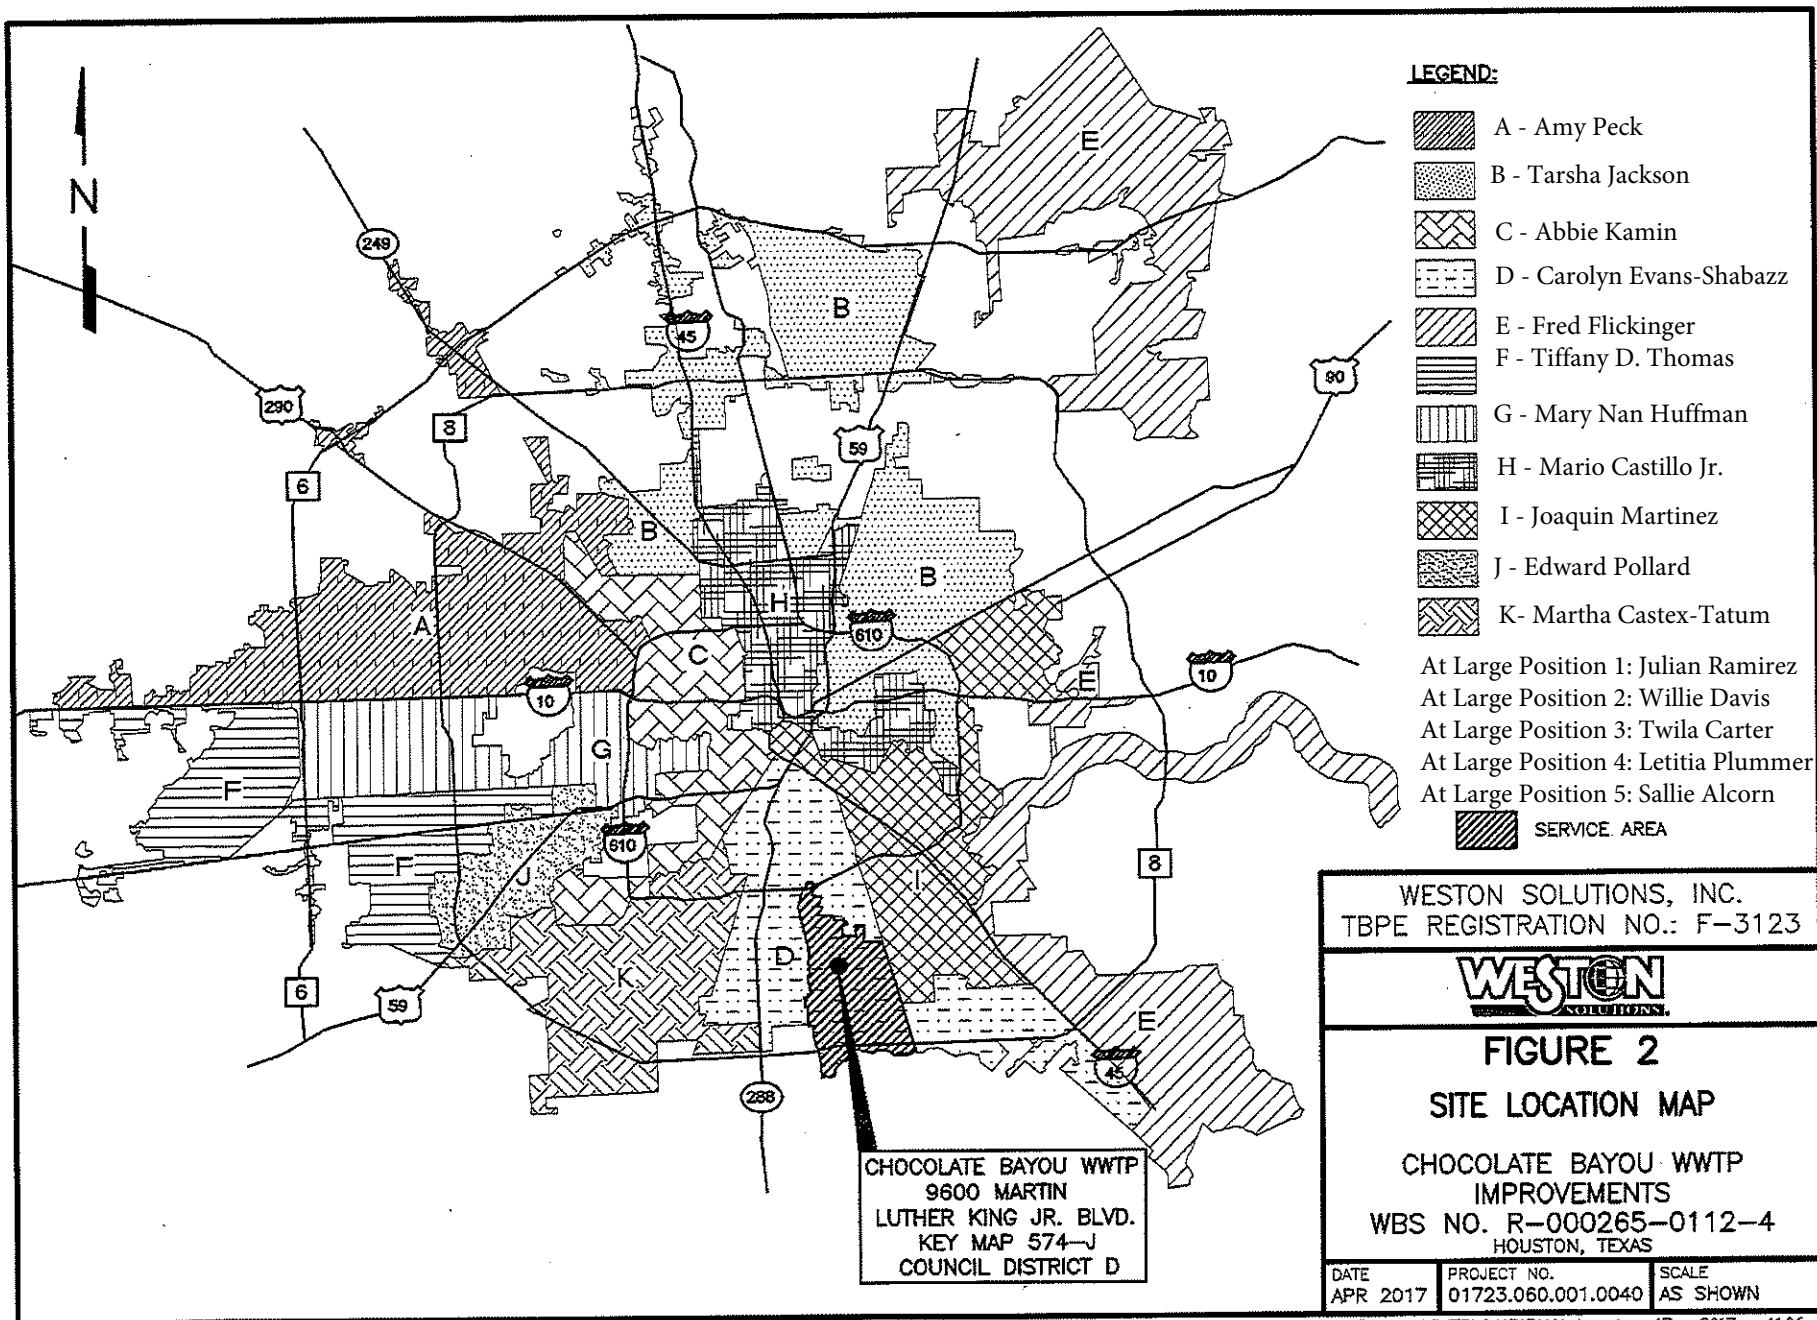 LEGEND:
A - Amy Peck
B - Tarsha Jackson
C - Abbie Kamin
D - Carolyn Evans-Shabazz
E - Fred Flickinger
F - Tiffany D. Thomas
G - Mary Nan Huffman
H - Mario Castillo Jr.
I - Joaquin Martinez
J - Edward Pollard
K- Martha Castex-Tatum
At Large Position 1: Julian Ramirez
At Large Position 2: Willie Davis
At Large Position 3: Twila Carter
At Large Position 4: Letitia Plummer
At Large Position 5: Sallie Alcorn
SERVICE AREA
N
249
290
6
8
45
59
90
E
B
B
B
H
610
A
C
10
E
10
G
F
F
J
610
I
8
D
K
6
59
E
45
288
CHOCOLATE BAYOU WWTP
9600 MARTIN
LUTHER KING JR. BLVD.
KEY MAP 574-J
COUNCIL DISTRICT D
WESTON SOLUTIONS, INC.
TBPE REGISTRATION NO.: F-3123
WESTON
SOLUTIONS.
FIGURE 2
SITE LOCATION MAP
CHOCOLATE BAYOU WWTP
IMPROVEMENTS
WBS NO. R-000265-0112-4
HOUSTON, TEXAS
DATE
APR 2017
PROJECT NO.
01723.060.001.0040
SCALE
AS SHOWN